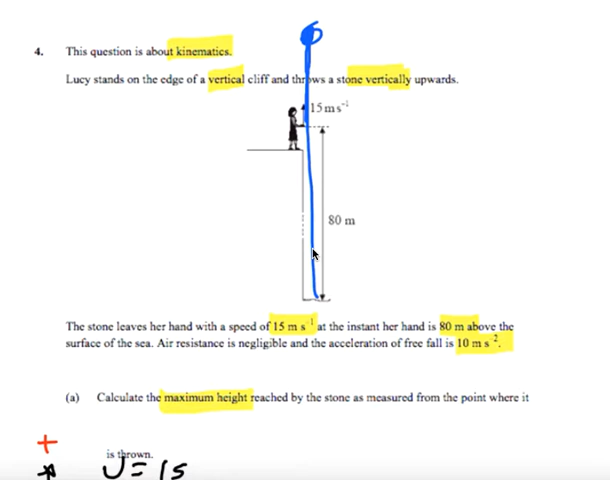 4. This question is about kinematics.
Lucy stands on the edge of a vertical cliff and throws a stone vertically upwards.
15 m s⁻¹
80 m
The stone leaves her hand with a speed of 15 m s⁻¹ at the instant her hand is 80 m above the
surface of the sea. Air resistance is negligible and the acceleration of free fall is 10 m s⁻².
(a) Calculate the maximum height reached by the stone as measured from the point where it
is thrown.
+
U = 15